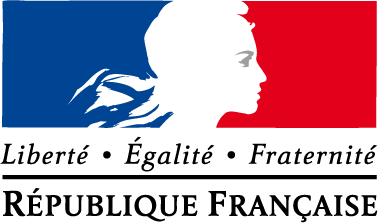 Liberté • Égalité • Fraternité
RÉPUBLIQUE FRANÇAISE